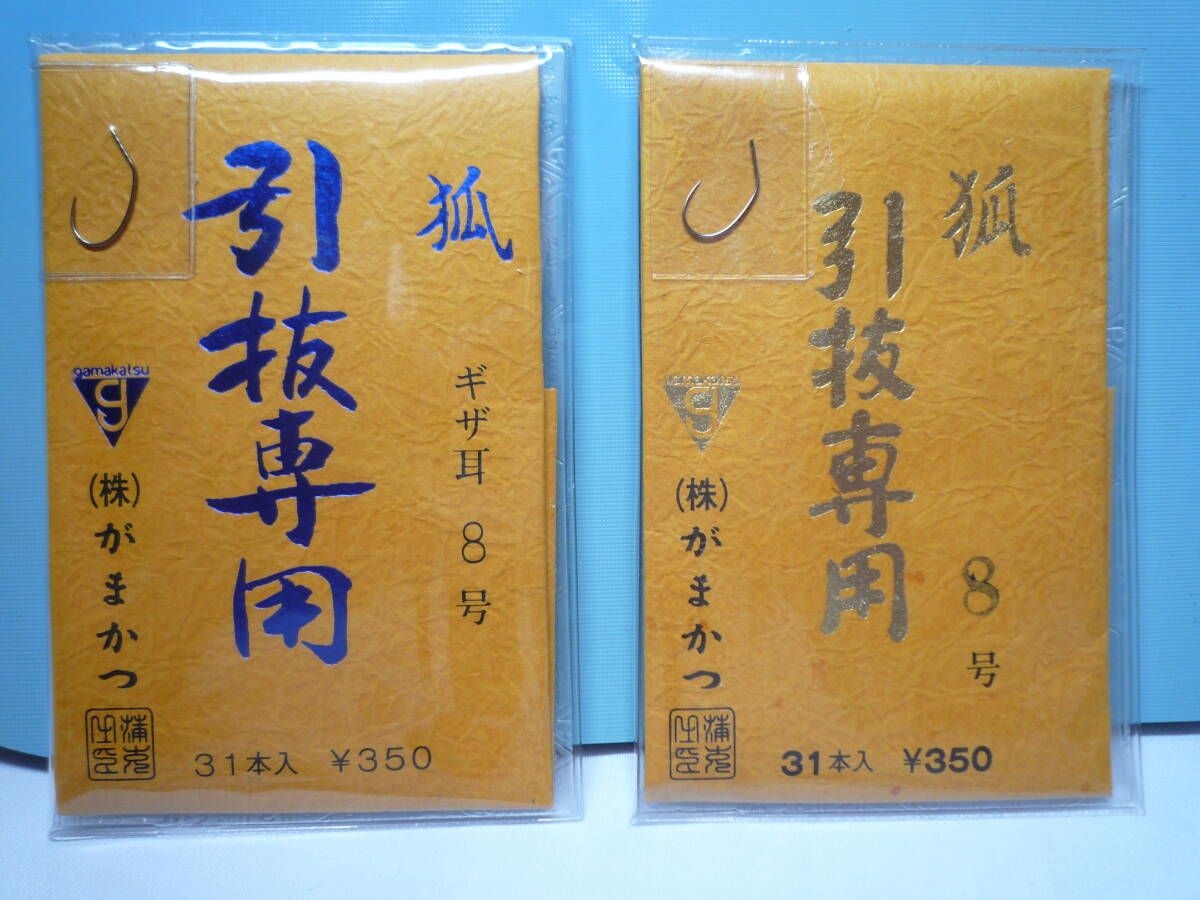 狐
引抜専用
ギザ耳 8号
gamakatsu
g
(株)がまかつ
31本入 ¥350
狐
引抜専用
8号
gamakatsu
g
(株)がまかつ
31本入 ¥350